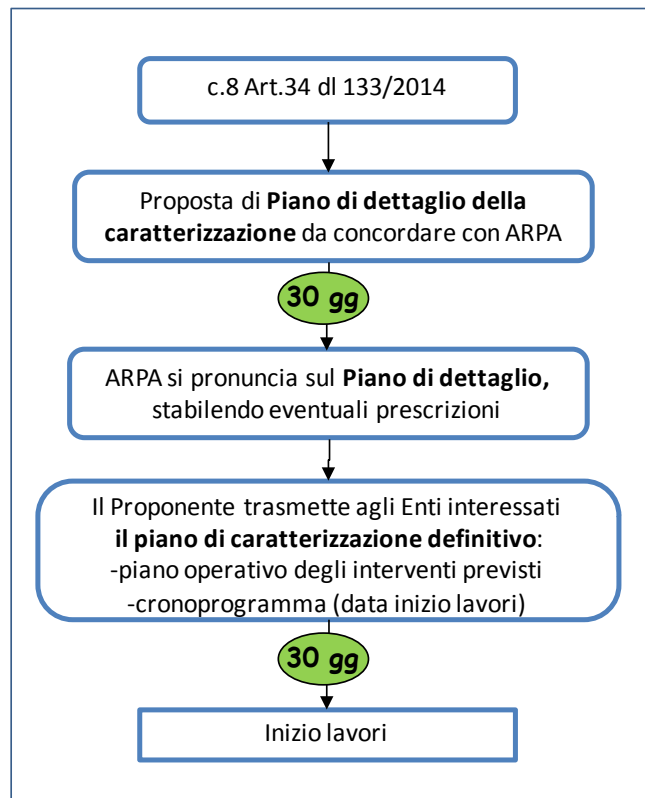 c.8 Art.34 dl 133/2014
Proposta di Piano di dettaglio della
caratterizzazione da concordare con ARPA
30 gg
ARPA si pronuncia sul Piano di dettaglio,
stabilendo eventuali prescrizioni
Il Proponente trasmette agli Enti interessati
il piano di caratterizzazione definitivo:
-piano operativo degli interventi previsti
-cronoprogramma (data inizio lavori)
30 gg
Inizio lavori